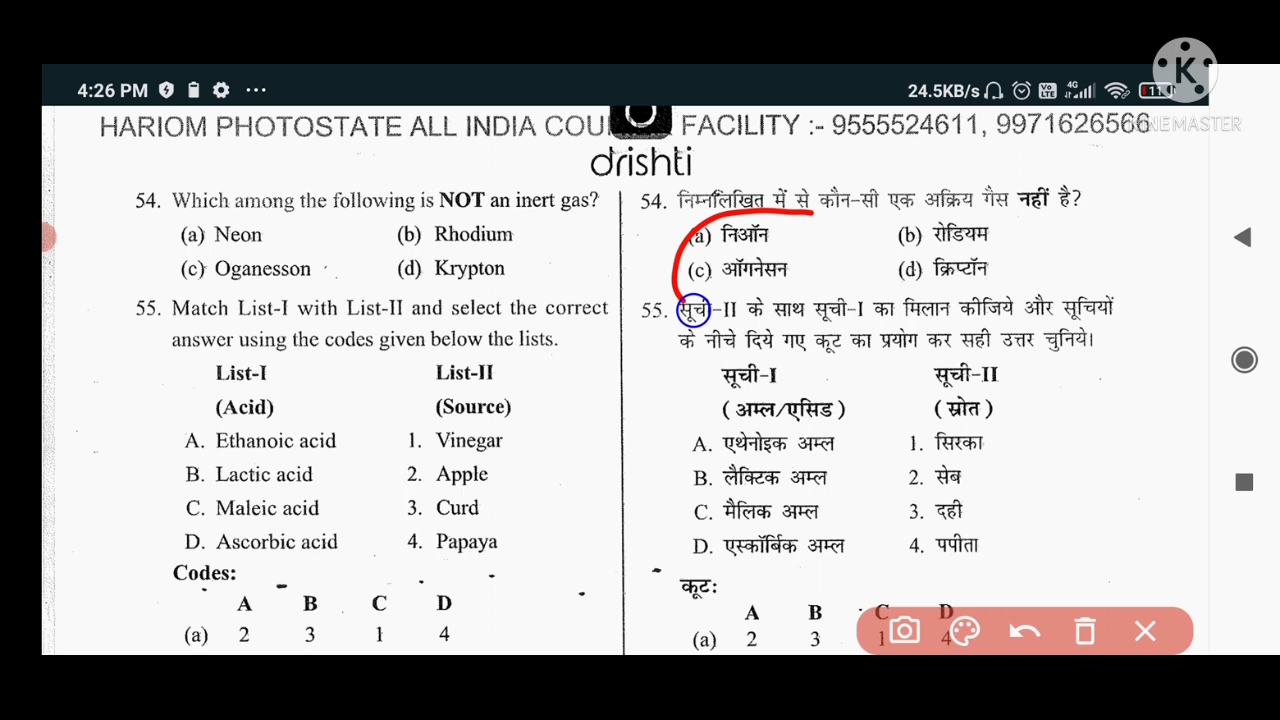 4:26 PM ... 24.5KB/s Vo LTE 4G 11
KINEMASTER
HARIOM PHOTOSTATE ALL INDIA FACILITY :- 9555524611, 9971626566
drishti
54. Which among the following is NOT an inert gas?
(a) Neon (b) Rhodium
(c) Oganesson (d) Krypton
55. Match List-I with List-II and select the correct
answer using the codes given below the lists.
List-I List-II
(Acid) (Source)
A. Ethanoic acid 1. Vinegar
B. Lactic acid 2. Apple
C. Maleic acid 3. Curd
D. Ascorbic acid 4. Papaya
Codes:
A B C D
(a) 2 3 1 4
54. निम्नलिखित में से कौन-सी एक अक्रिय गैस नहीं है?
(a) निऑन (b) रोडियम
(c) ऑगनेसन (d) क्रिप्टॉन
55. सूची-II के साथ सूची-I का मिलान कीजिये और सूचियों
के नीचे दिये गए कूट का प्रयोग कर सही उत्तर चुनिये।
सूची-I सूची-II
(अम्ल/एसिड) (स्रोत)
A. एथेनोइक अम्ल 1. सिरका
B. लैक्टिक अम्ल 2. सेब
C. मैलिक अम्ल 3. दही
D. एस्कॉर्बिक अम्ल 4. पपीता
कूट:
A B C D
(a) 2 3 1 4